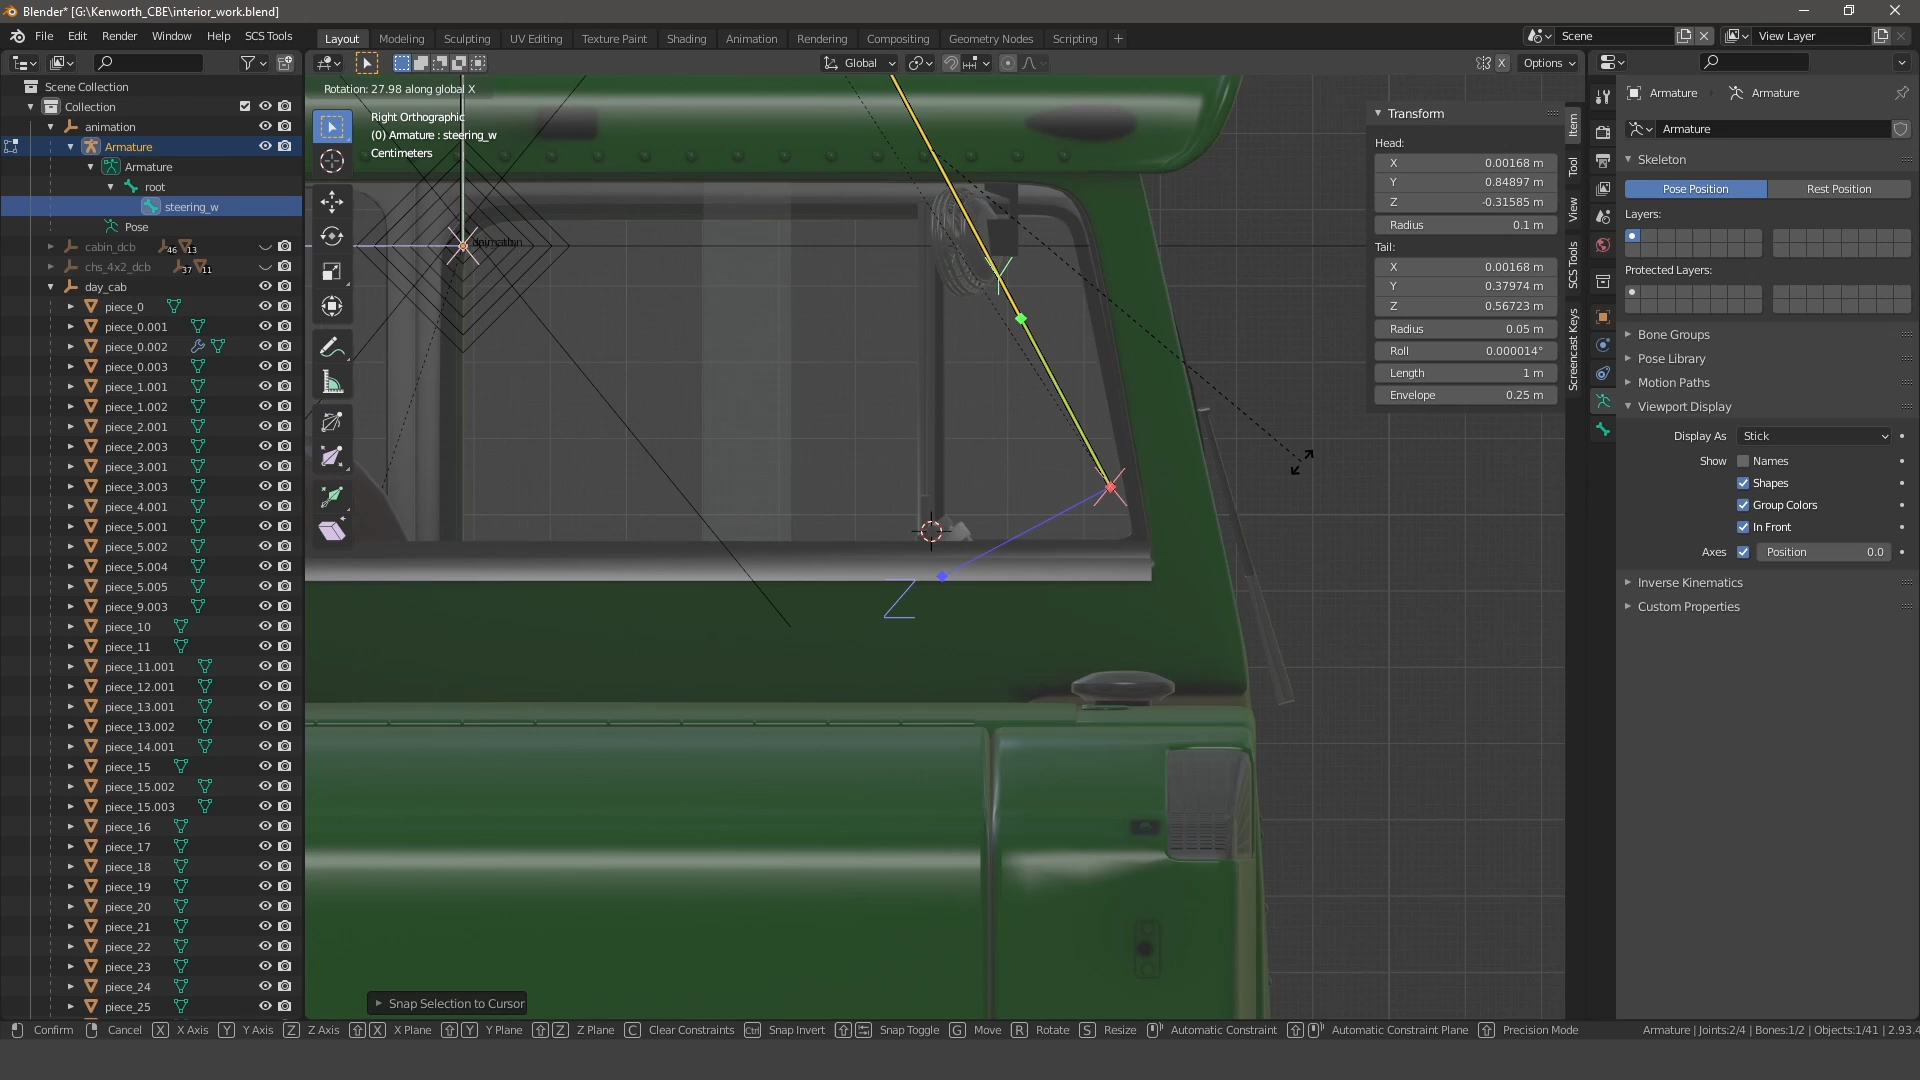 Blender* [G:\Kenworth_CBE\interior_work.blend]
File Edit Render Window Help SCS Tools
Layout Modeling Sculpting UV Editing Texture Paint Shading Animation Rendering Compositing Geometry Nodes Scripting +
Scene
View Layer
Global
X
Options
Scene Collection
Collection
animation
Armature
Armature
root
steering_w
Pose
cabin_dcb 46 13
chs_4x2_dcb 37 11
day_cab
piece_0
piece_0.001
piece_0.002
piece_0.003
piece_1.001
piece_1.002
piece_2.001
piece_2.003
piece_3.001
piece_3.003
piece_4.001
piece_5.001
piece_5.002
piece_5.004
piece_5.005
piece_9.003
piece_10
piece_11
piece_11.001
piece_12.001
piece_13.001
piece_13.002
piece_14.001
piece_15
piece_15.002
piece_15.003
piece_16
piece_17
piece_18
piece_19
piece_20
piece_21
piece_22
piece_23
piece_24
piece_25
Rotation: 27.98 along global X
Right Orthographic
(0) Armature : steering_w
Centimeters
animation
Y
X
Z
Snap Selection to Cursor
Transform
Head:
X 0.00168 m
Y 0.84897 m
Z -0.31585 m
Radius 0.1 m
Tail:
X 0.00168 m
Y 0.37974 m
Z 0.56723 m
Radius 0.05 m
Roll 0.000014°
Length 1 m
Envelope 0.25 m
Item
Tool
View
SCS Tools
Screencast Keys
Armature Armature
Armature
Skeleton
Pose Position Rest Position
Layers:
Protected Layers:
Bone Groups
Pose Library
Motion Paths
Viewport Display
Display As Stick
Show Names
Shapes
Group Colors
In Front
Axes Position 0.0
Inverse Kinematics
Custom Properties
Confirm Cancel X X Axis Y Y Axis Z Z Axis X X Plane Y Y Plane Z Z Plane C Clear Constraints Ctrl Snap Invert Snap Toggle G Move R Rotate S Resize Automatic Constraint Automatic Constraint Plane Precision Mode Armature | Joints:2/4 | Bones:1/2 | Objects:1/41 | 2.93.4